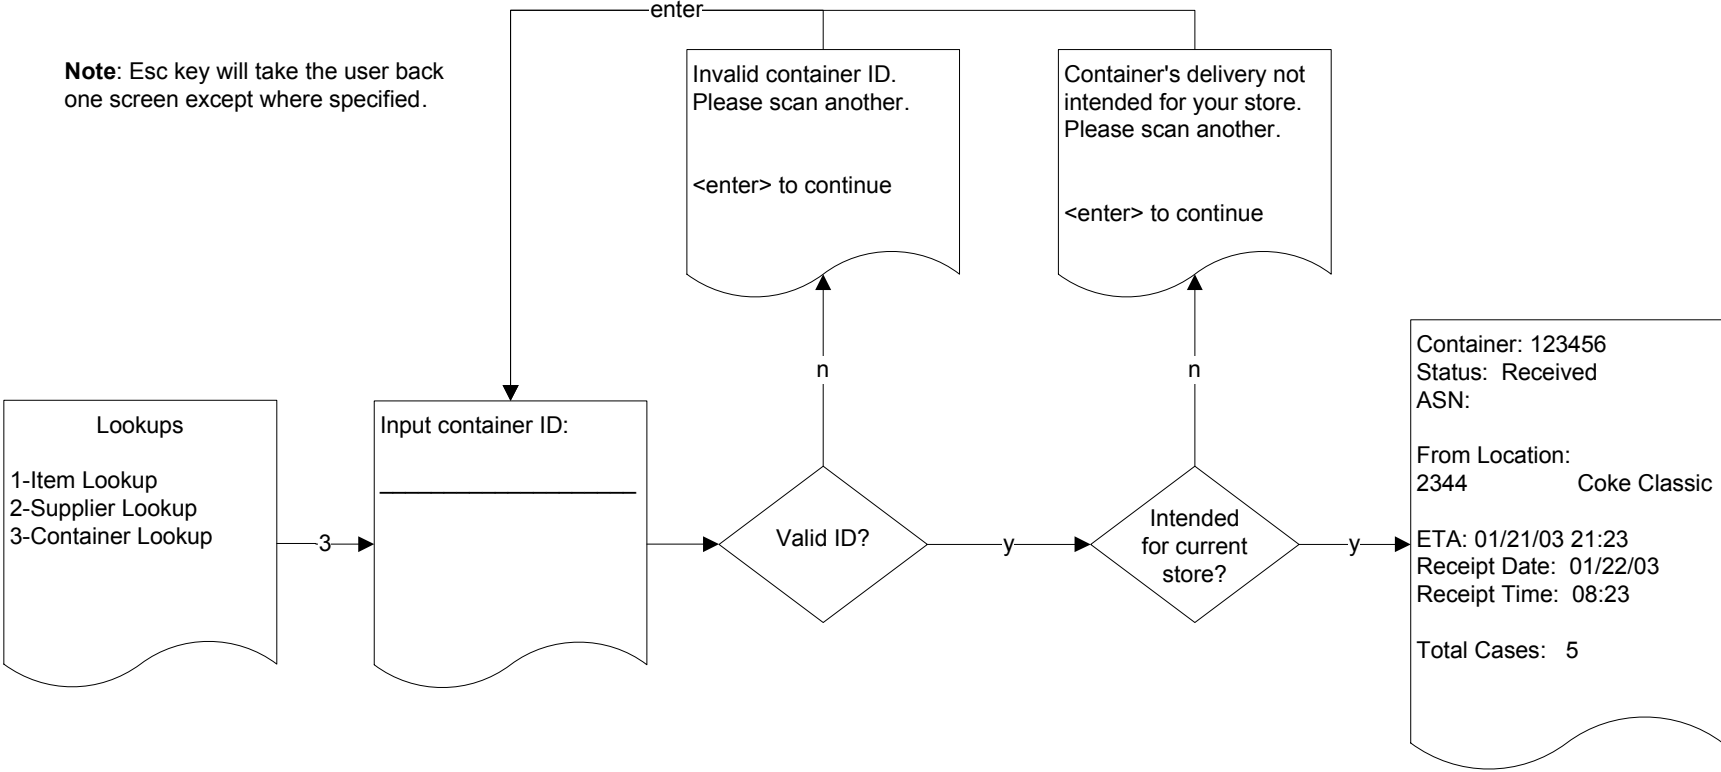 enter
Note: Esc key will take the user back
one screen except where specified.
Invalid container ID.
Please scan another.
<enter> to continue
Container's delivery not
intended for your store.
Please scan another.
<enter> to continue
n
n
Lookups
1-Item Lookup
2-Supplier Lookup
3-Container Lookup
3
Input container ID:
Valid ID?
y
Intended
for current
store?
y
Container: 123456
Status:  Received
ASN:
From Location:
2344 Coke Classic
ETA: 01/21/03 21:23
Receipt Date:  01/22/03
Receipt Time:  08:23
Total Cases:   5